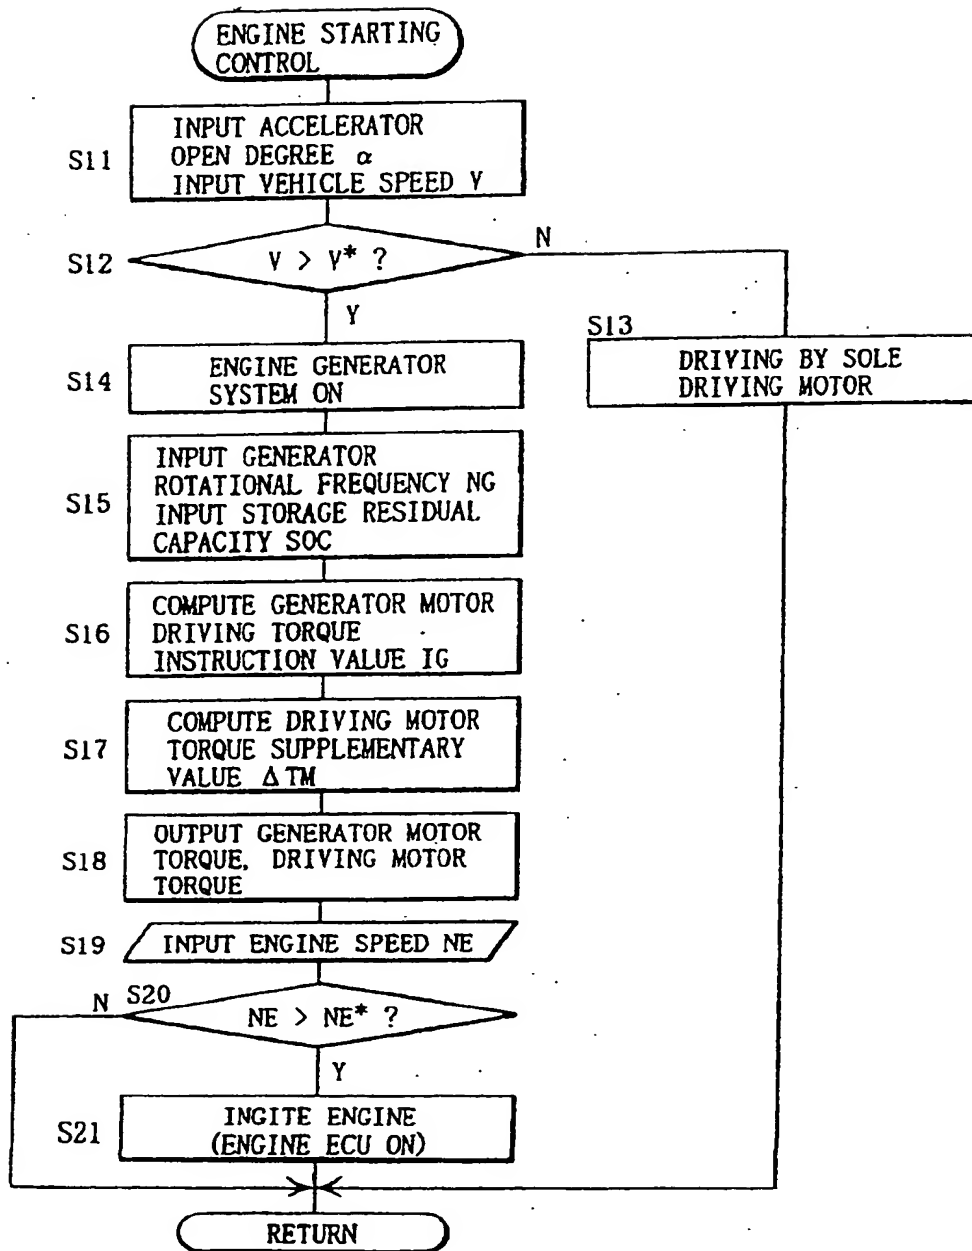 ENGINE STARTING
CONTROL
S11
INPUT ACCELERATOR
OPEN DEGREE α
INPUT VEHICLE SPEED V
S12
V > V* ?
N
Y
S13
DRIVING BY SOLE
DRIVING MOTOR
S14
ENGINE GENERATOR
SYSTEM ON
S15
INPUT GENERATOR
ROTATIONAL FREQUENCY NG
INPUT STORAGE RESIDUAL
CAPACITY SOC
S16
COMPUTE GENERATOR MOTOR
DRIVING TORQUE
INSTRUCTION VALUE IG
S17
COMPUTE DRIVING MOTOR
TORQUE SUPPLEMENTARY
VALUE ΔTM
S18
OUTPUT GENERATOR MOTOR
TORQUE, DRIVING MOTOR
TORQUE
S19
INPUT ENGINE SPEED NE
N
S20
NE > NE* ?
Y
S21
INGITE ENGINE
(ENGINE ECU ON)
RETURN